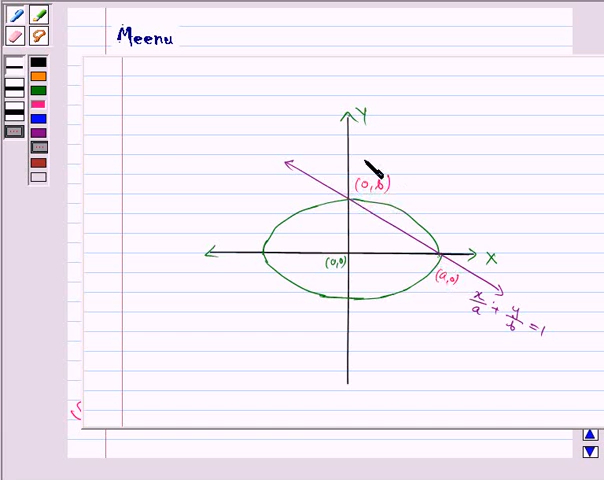 Meenu
Y
(0,b)
(0,0)
X
(a,0)
x/a + y/b = 1